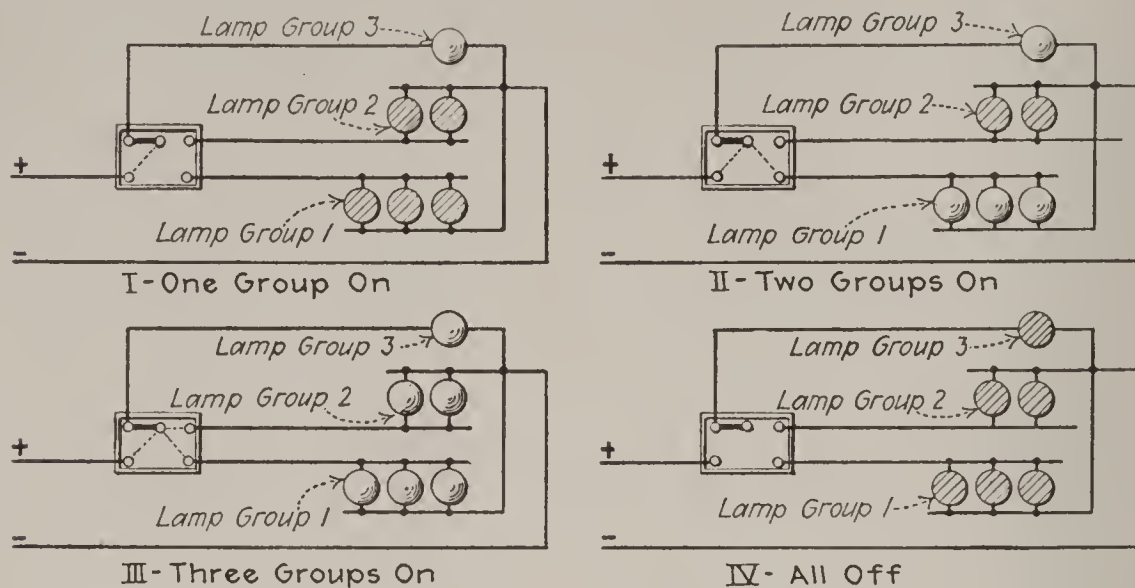 Lamp Group 3
Lamp Group 2
+
Lamp Group 1
-
I-One Group On
Lamp Group 3
Lamp Group 2
+
Lamp Group 1
-
II-Two Groups On
Lamp Group 3
Lamp Group 2
+
Lamp Group 1
-
III-Three Groups On
Lamp Group 3
Lamp Group 2
+
Lamp Group 1
-
IV- All Off